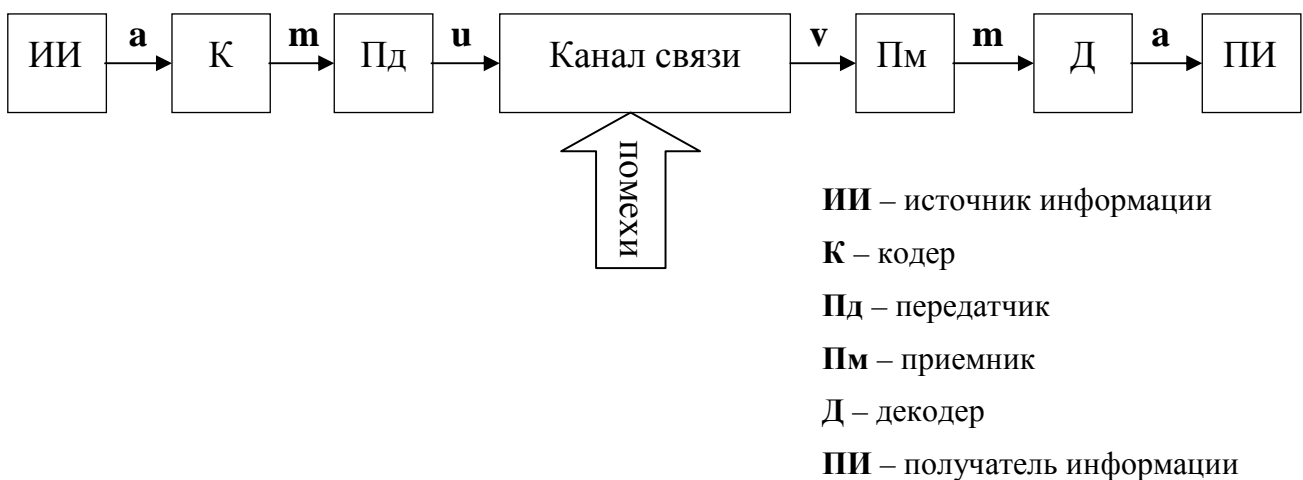 a m u v m a
ИИ К Пд Канал связи Пм Д ПИ
помехи
ИИ – источник информации
К – кодер
Пд – передатчик
Пм – приемник
Д – декодер
ПИ – получатель информации